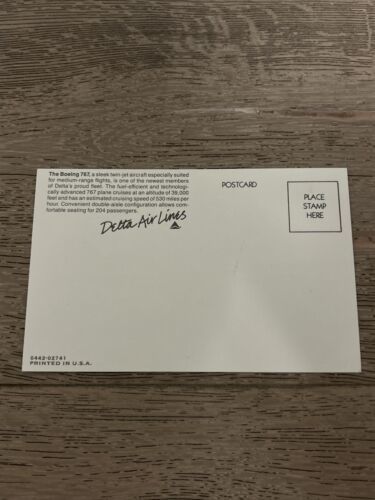 The Boeing 767, a sleek twin-jet aircraft especially suited
for medium-range flights, is one of the newest members
of Delta's proud fleet. The fuel-efficient and technologi-
cally-advanced 767 plane cruises at an altitude of 39,000
feet and has an estimated cruising speed of 530 miles per
hour. Convenient double-aisle configuration allows com-
fortable seating for 204 passengers.
Delta Air Lines
POSTCARD
PLACE
STAMP
HERE
0442-02741
PRINTED IN U.S.A.